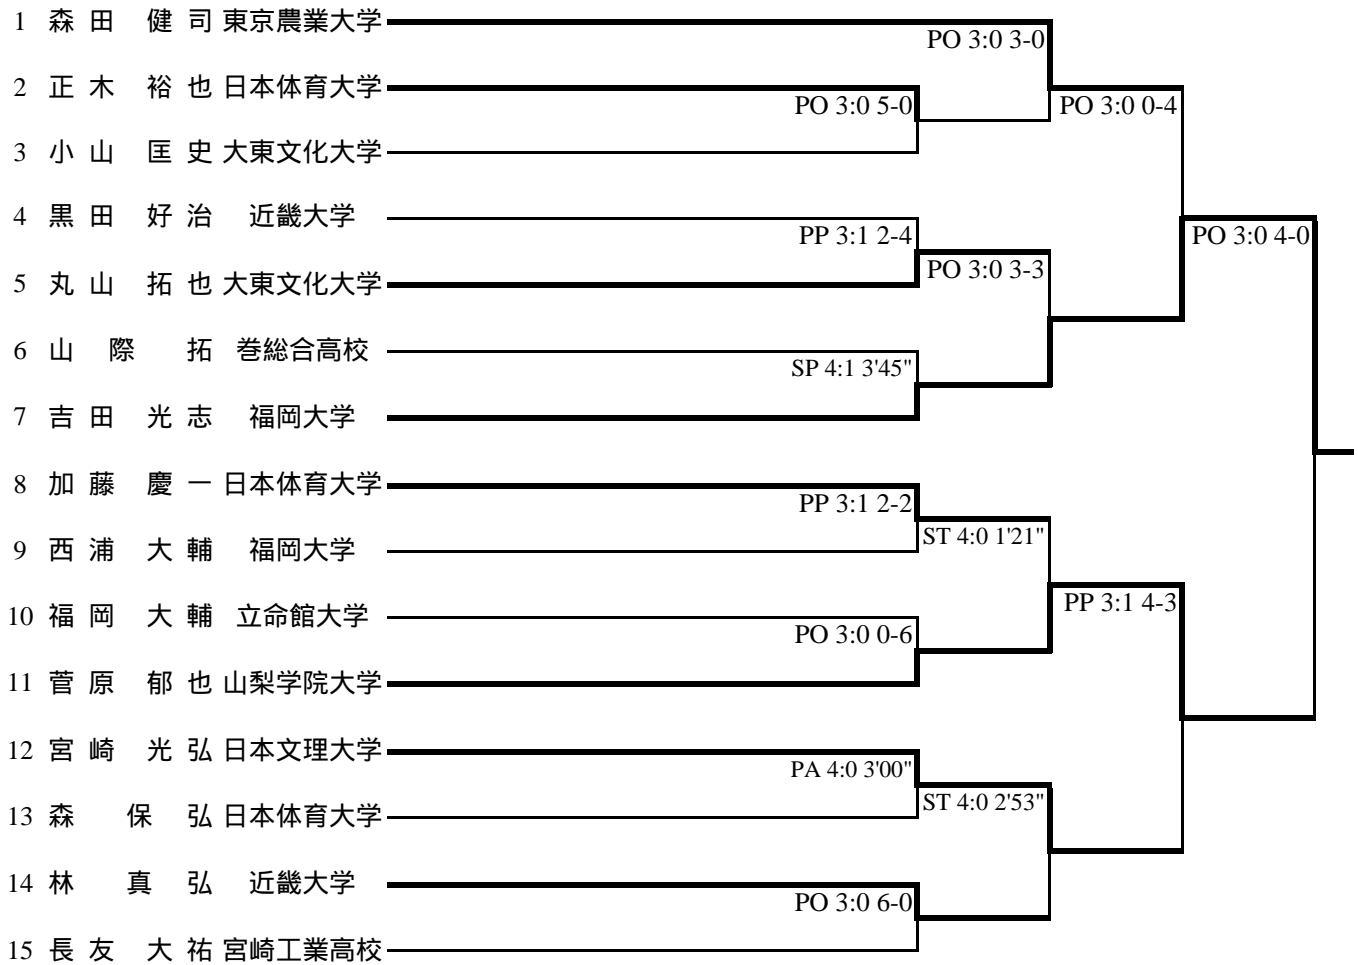 1 森田 健司 東京農業大学
PO 3:0 3-0
2 正木 裕也 日本体育大学
PO 3:0 5-0
PO 3:0 0-4
3 小山 匡史 大東文化大学
4 黒田 好治 近畿大学
PP 3:1 2-4
PO 3:0 4-0
5 丸山 拓也 大東文化大学
PO 3:0 3-3
6 山際 拓 巻総合高校
SP 4:1 3'45"
7 吉田 光志 福岡大学
8 加藤 慶一 日本体育大学
PP 3:1 2-2
9 西浦 大輔 福岡大学
ST 4:0 1'21"
10 福岡 大輔 立命館大学
PP 3:1 4-3
PO 3:0 0-6
11 菅原 郁也 山梨学院大学
12 宮崎 光弘 日本文理大学
PA 4:0 3'00"
13 森 保弘 日本体育大学
ST 4:0 2'53"
14 林 真弘 近畿大学
PO 3:0 6-0
15 長友 大祐 宮崎工業高校